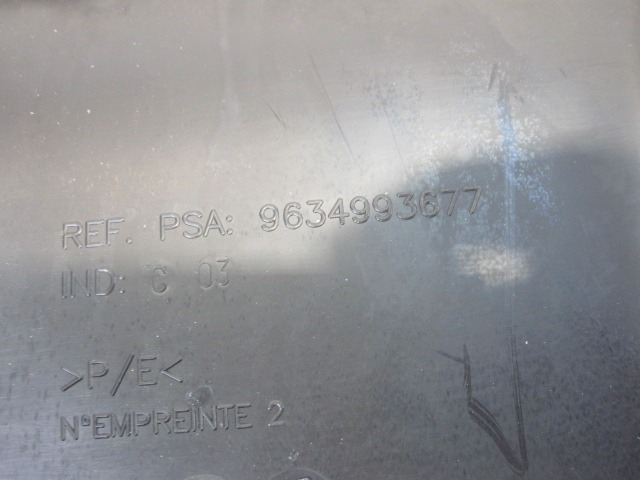 REF. PSA: 9634993677
IND: C 03
>P/E<
N°EMPREINTE 2